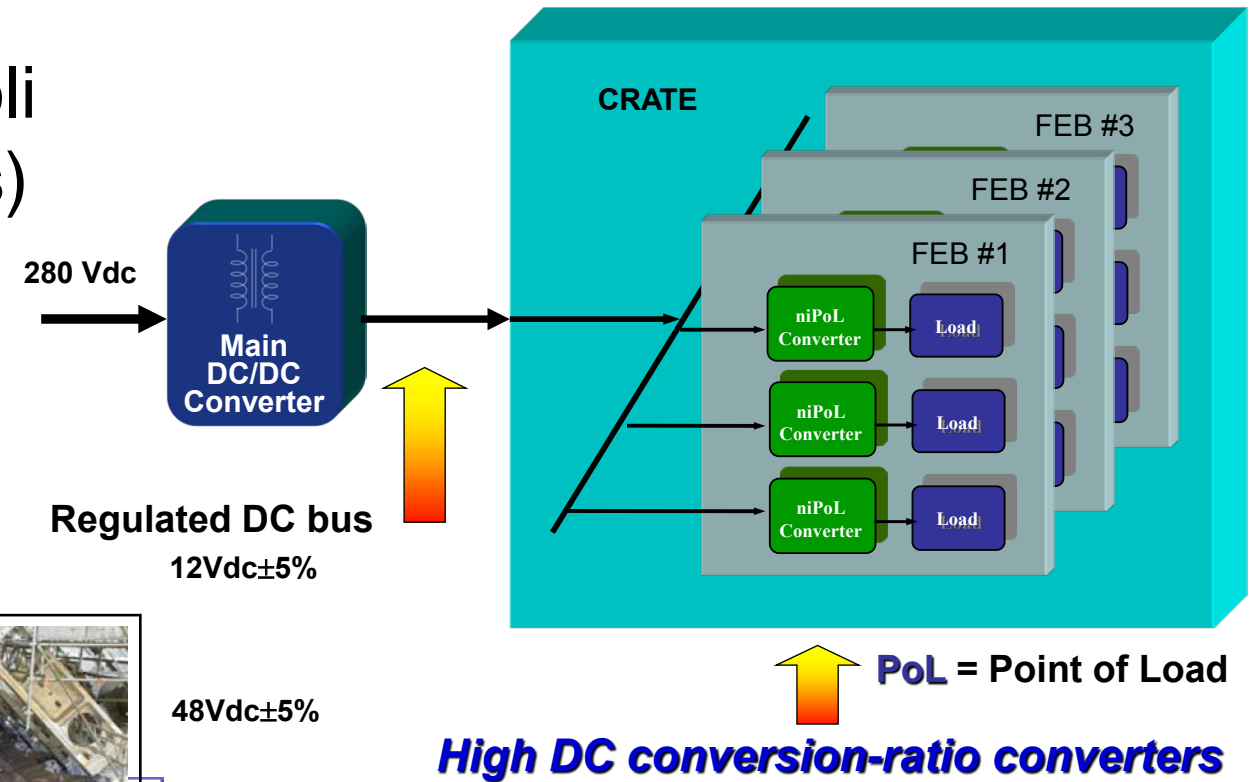 oli
s)
280 Vdc
Main
DC/DC
Converter
Regulated DC bus
12Vdc±5%
48Vdc±5%
CRATE
FEB #3
FEB #2
FEB #1
niPoL
Converter
Load
niPoL
Converter
Load
niPoL
Converter
Load
PoL = Point of Load
High DC conversion-ratio converters